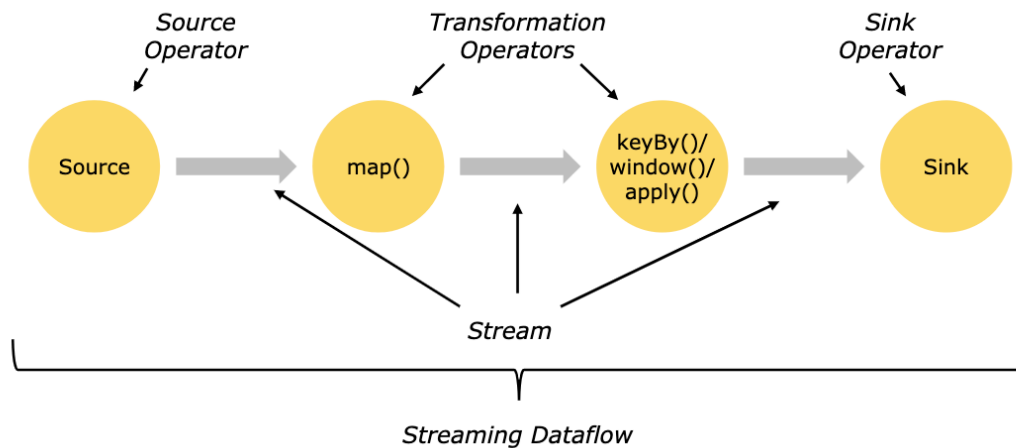 Source
Operator
Transformation
Operators
Sink
Operator
Source
map()
keyBy()/
window()/
apply()
Sink
Stream
Streaming Dataflow